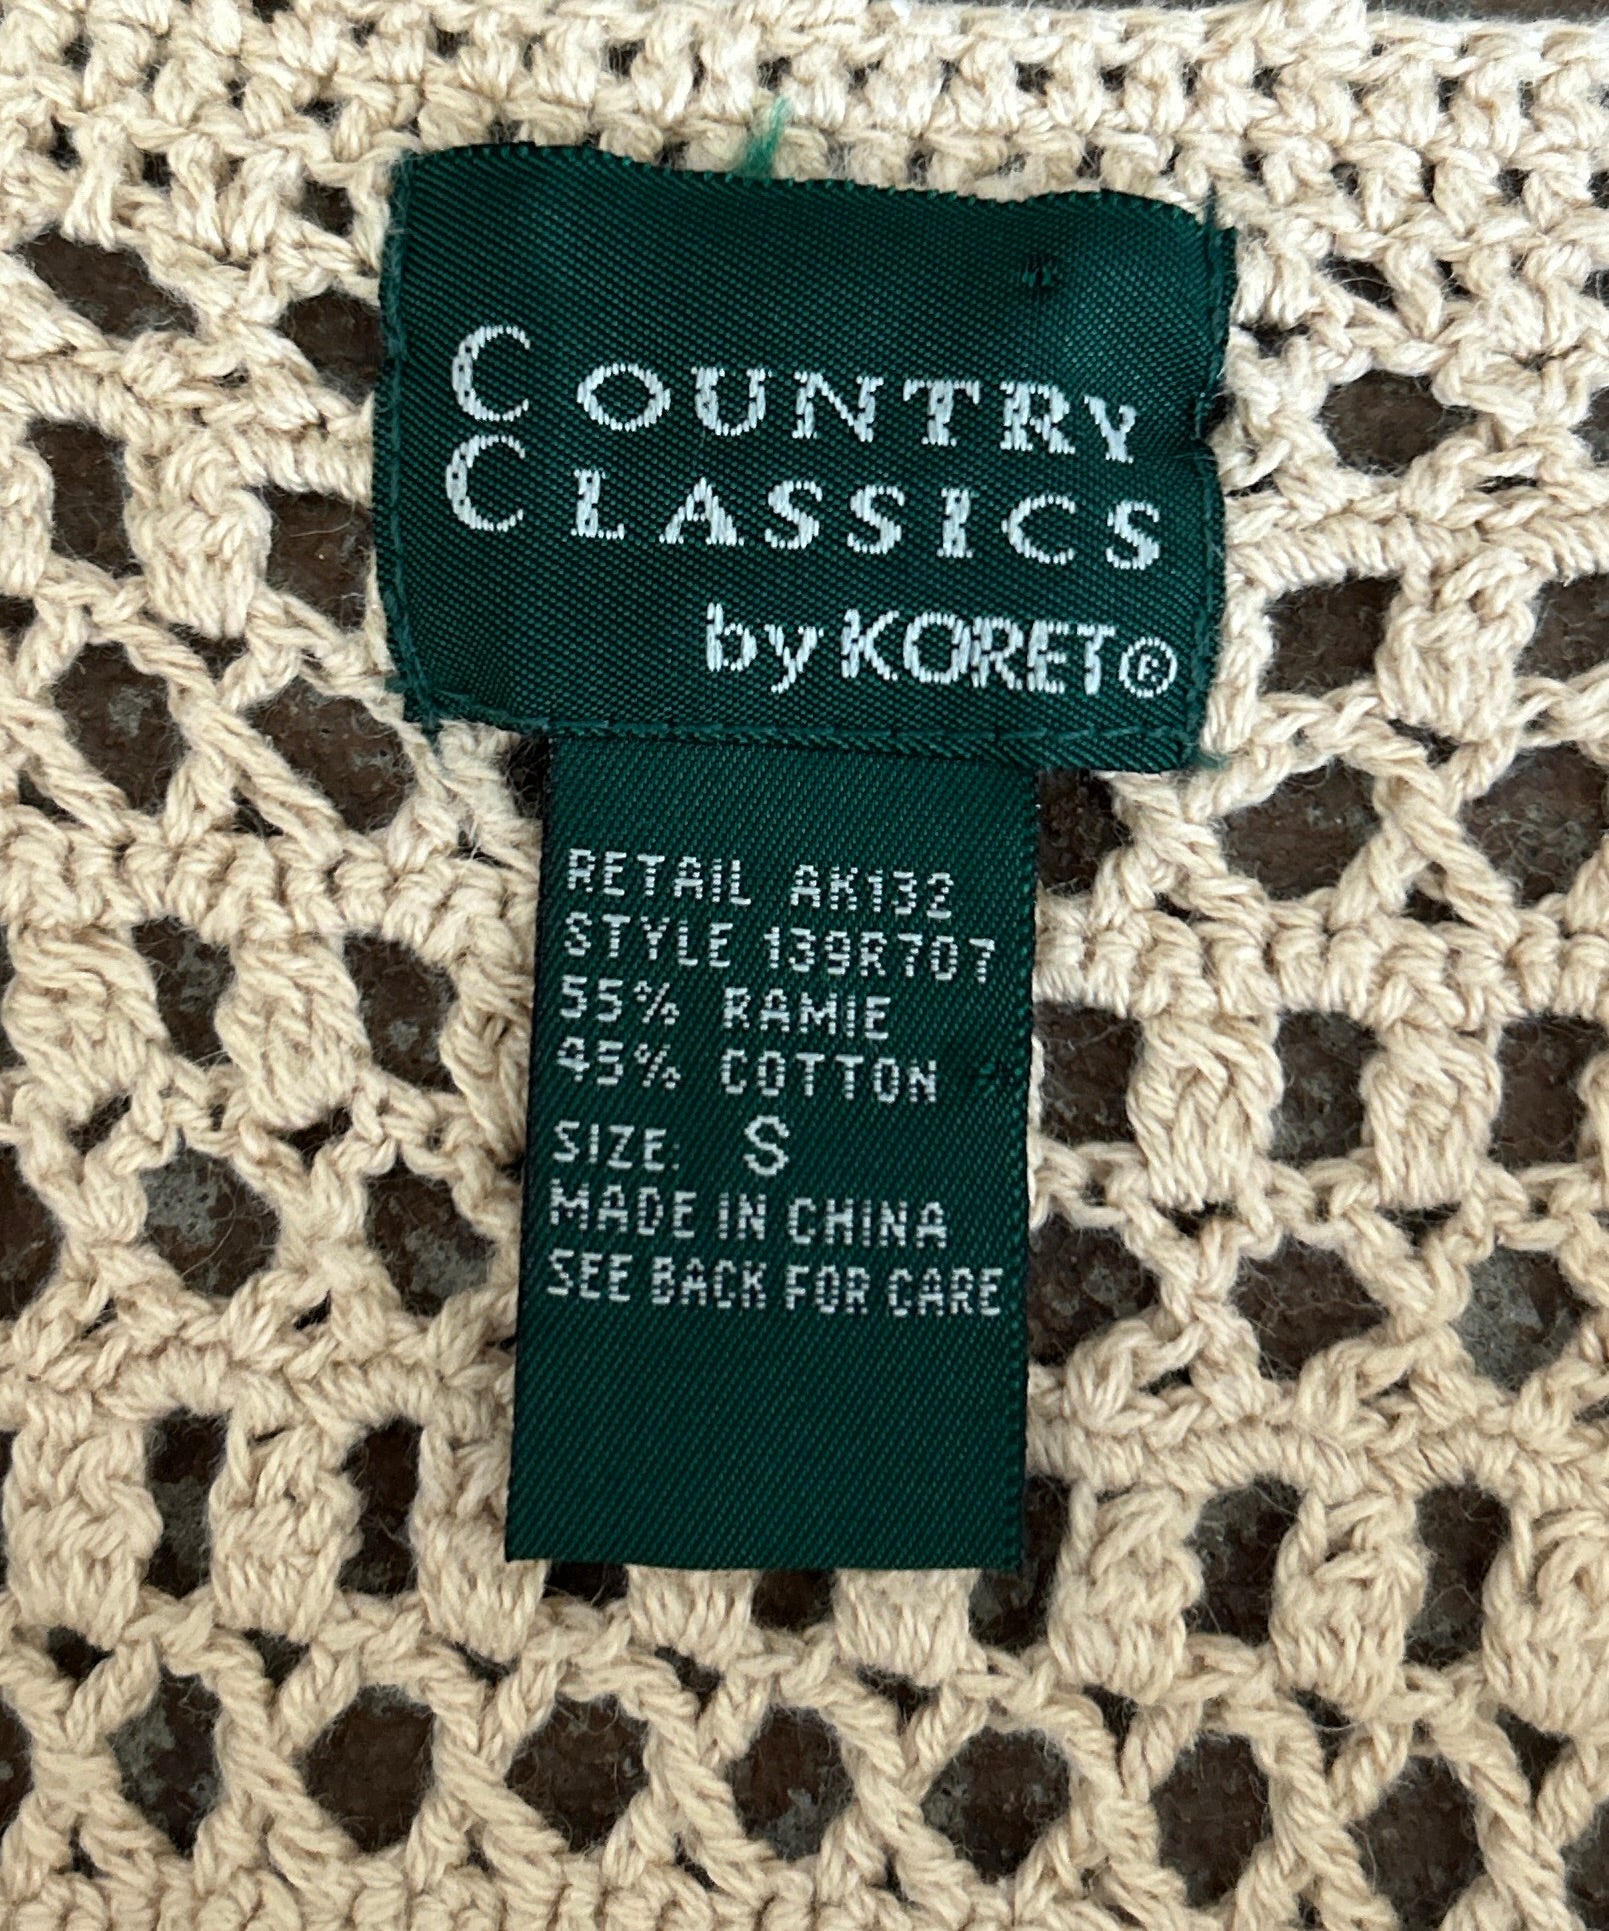 COUNTRY
CLASSICS
by KORET®
RETAIL AK132
STYLE 139R707
55% RAMIE
45% COTTON
SIZE: S
MADE IN CHINA
SEE BACK FOR CARE